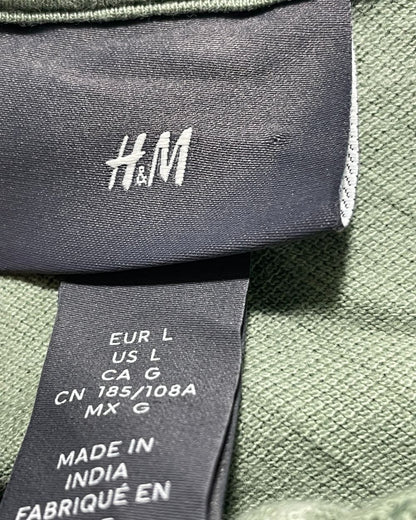 H&M
EUR L
US L
CA G
CN 185/108A
MX G
MADE IN
INDIA
FABRIQUÉ EN